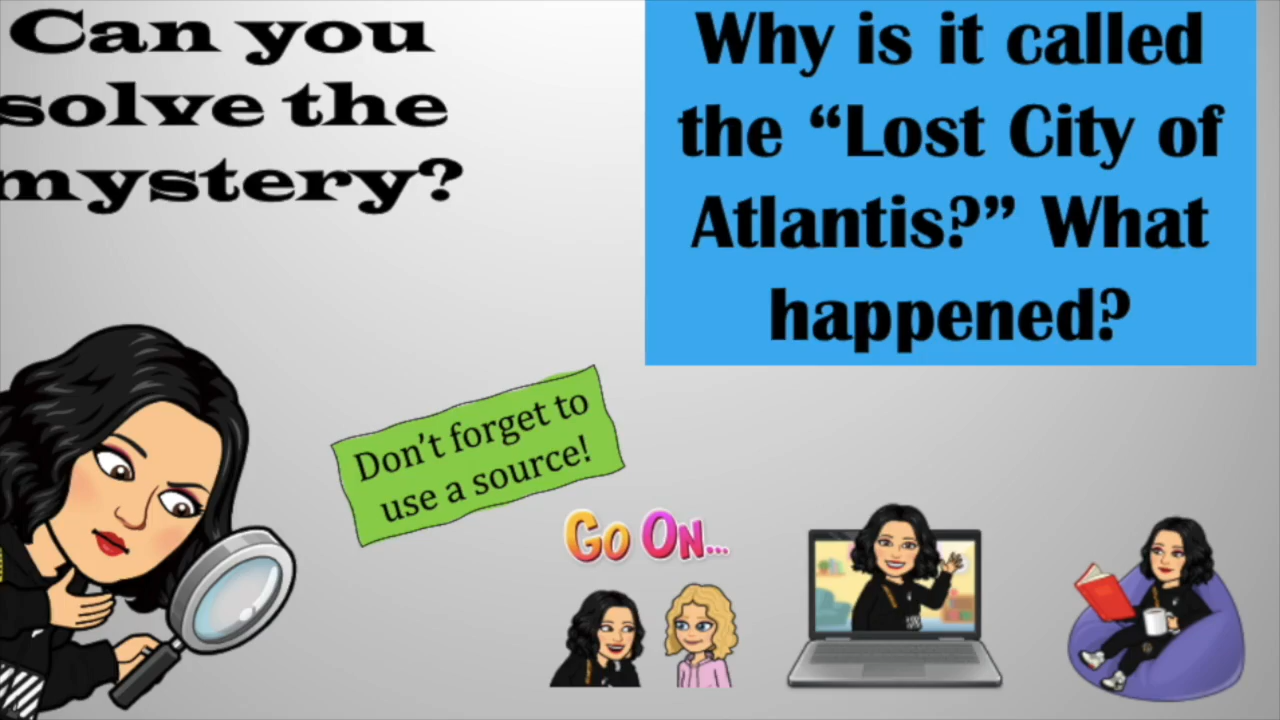 Can you
solve the
mystery?
Why is it called
the “Lost City of
Atlantis?” What
happened?
Don’t forget to
use a source!
Go On...